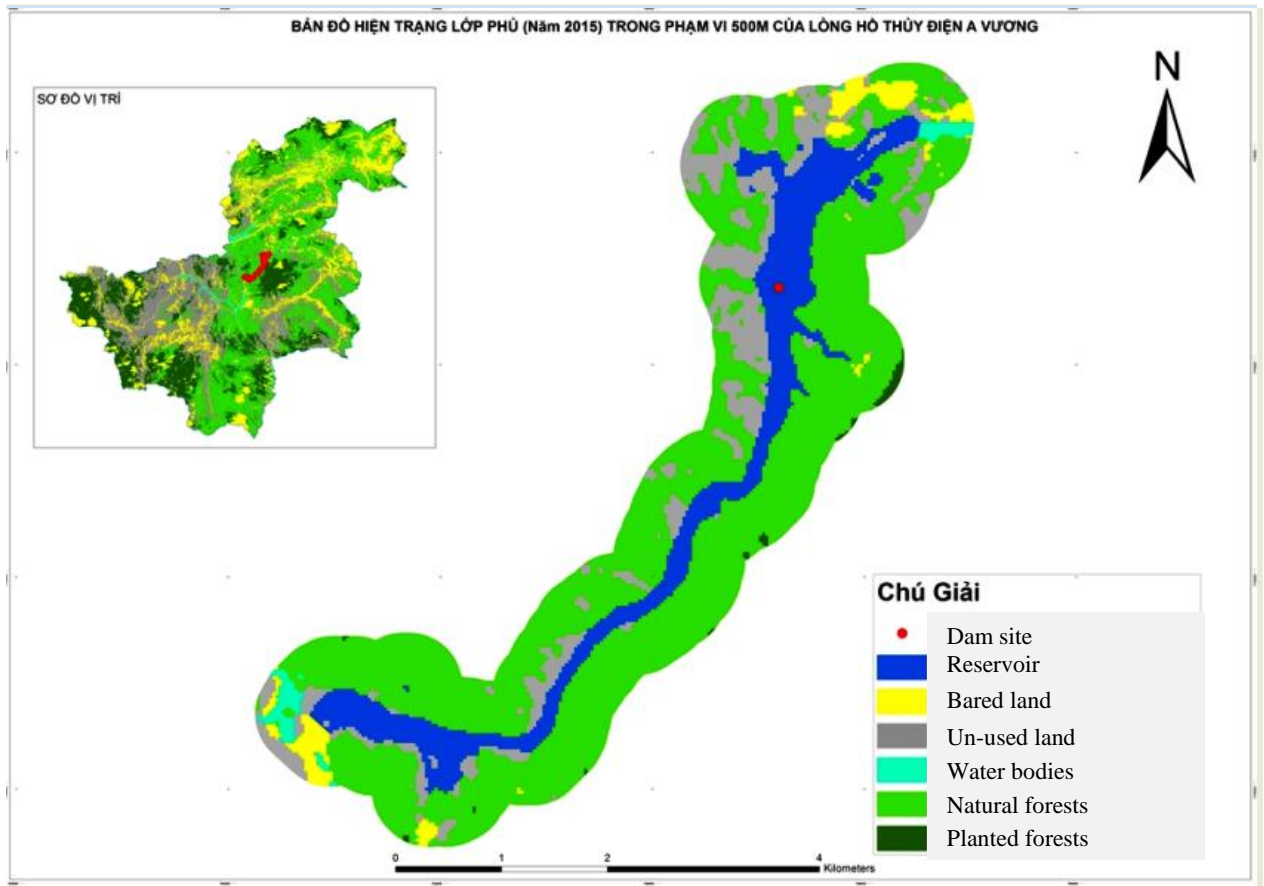 BẢN ĐỒ HIỆN TRẠNG LỚP PHỦ (Năm 2015) TRONG PHẠM VI 500M CỦA LÒNG HỒ THỦY ĐIỆN A VƯƠNG
SƠ ĐỒ VỊ TRÍ
N
Chú Giải
Dam site
Reservoir
Bared land
Un-used land
Water bodies
Natural forests
Planted forests
0 1 2 4
Kilometers